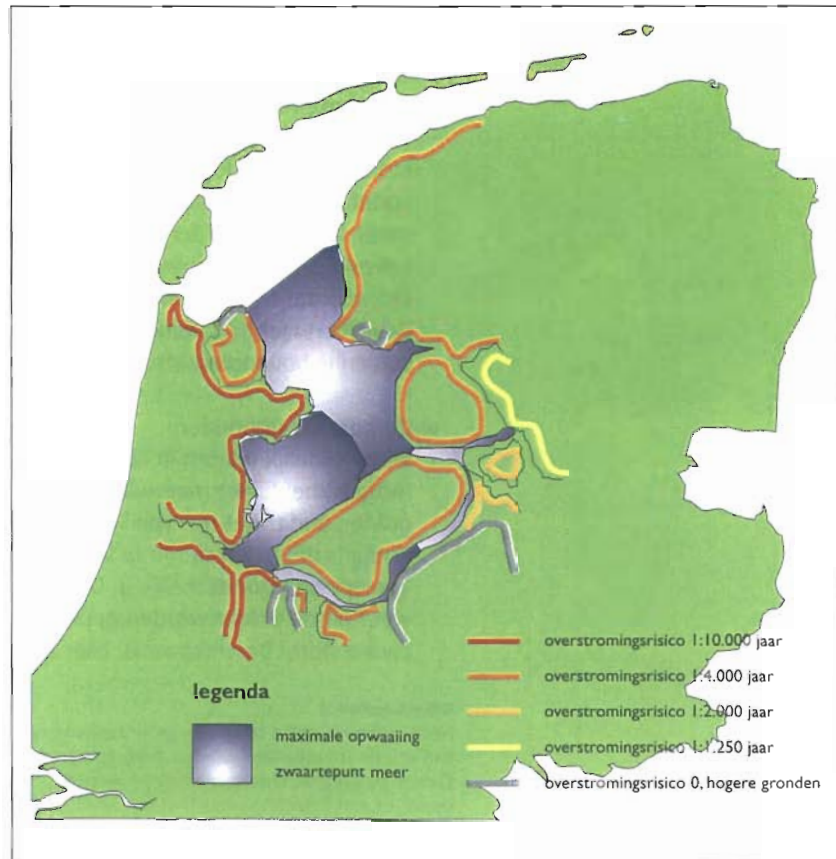 legenda
maximale opwaaiing
zwaartepunt meer
overstromingsrisico 1:10.000 jaar
overstromingsrisico 1:4.000 jaar
overstromingsrisico 1:2.000 jaar
overstromingsrisico 1:1.250 jaar
overstromingsrisico 0, hogere gronden